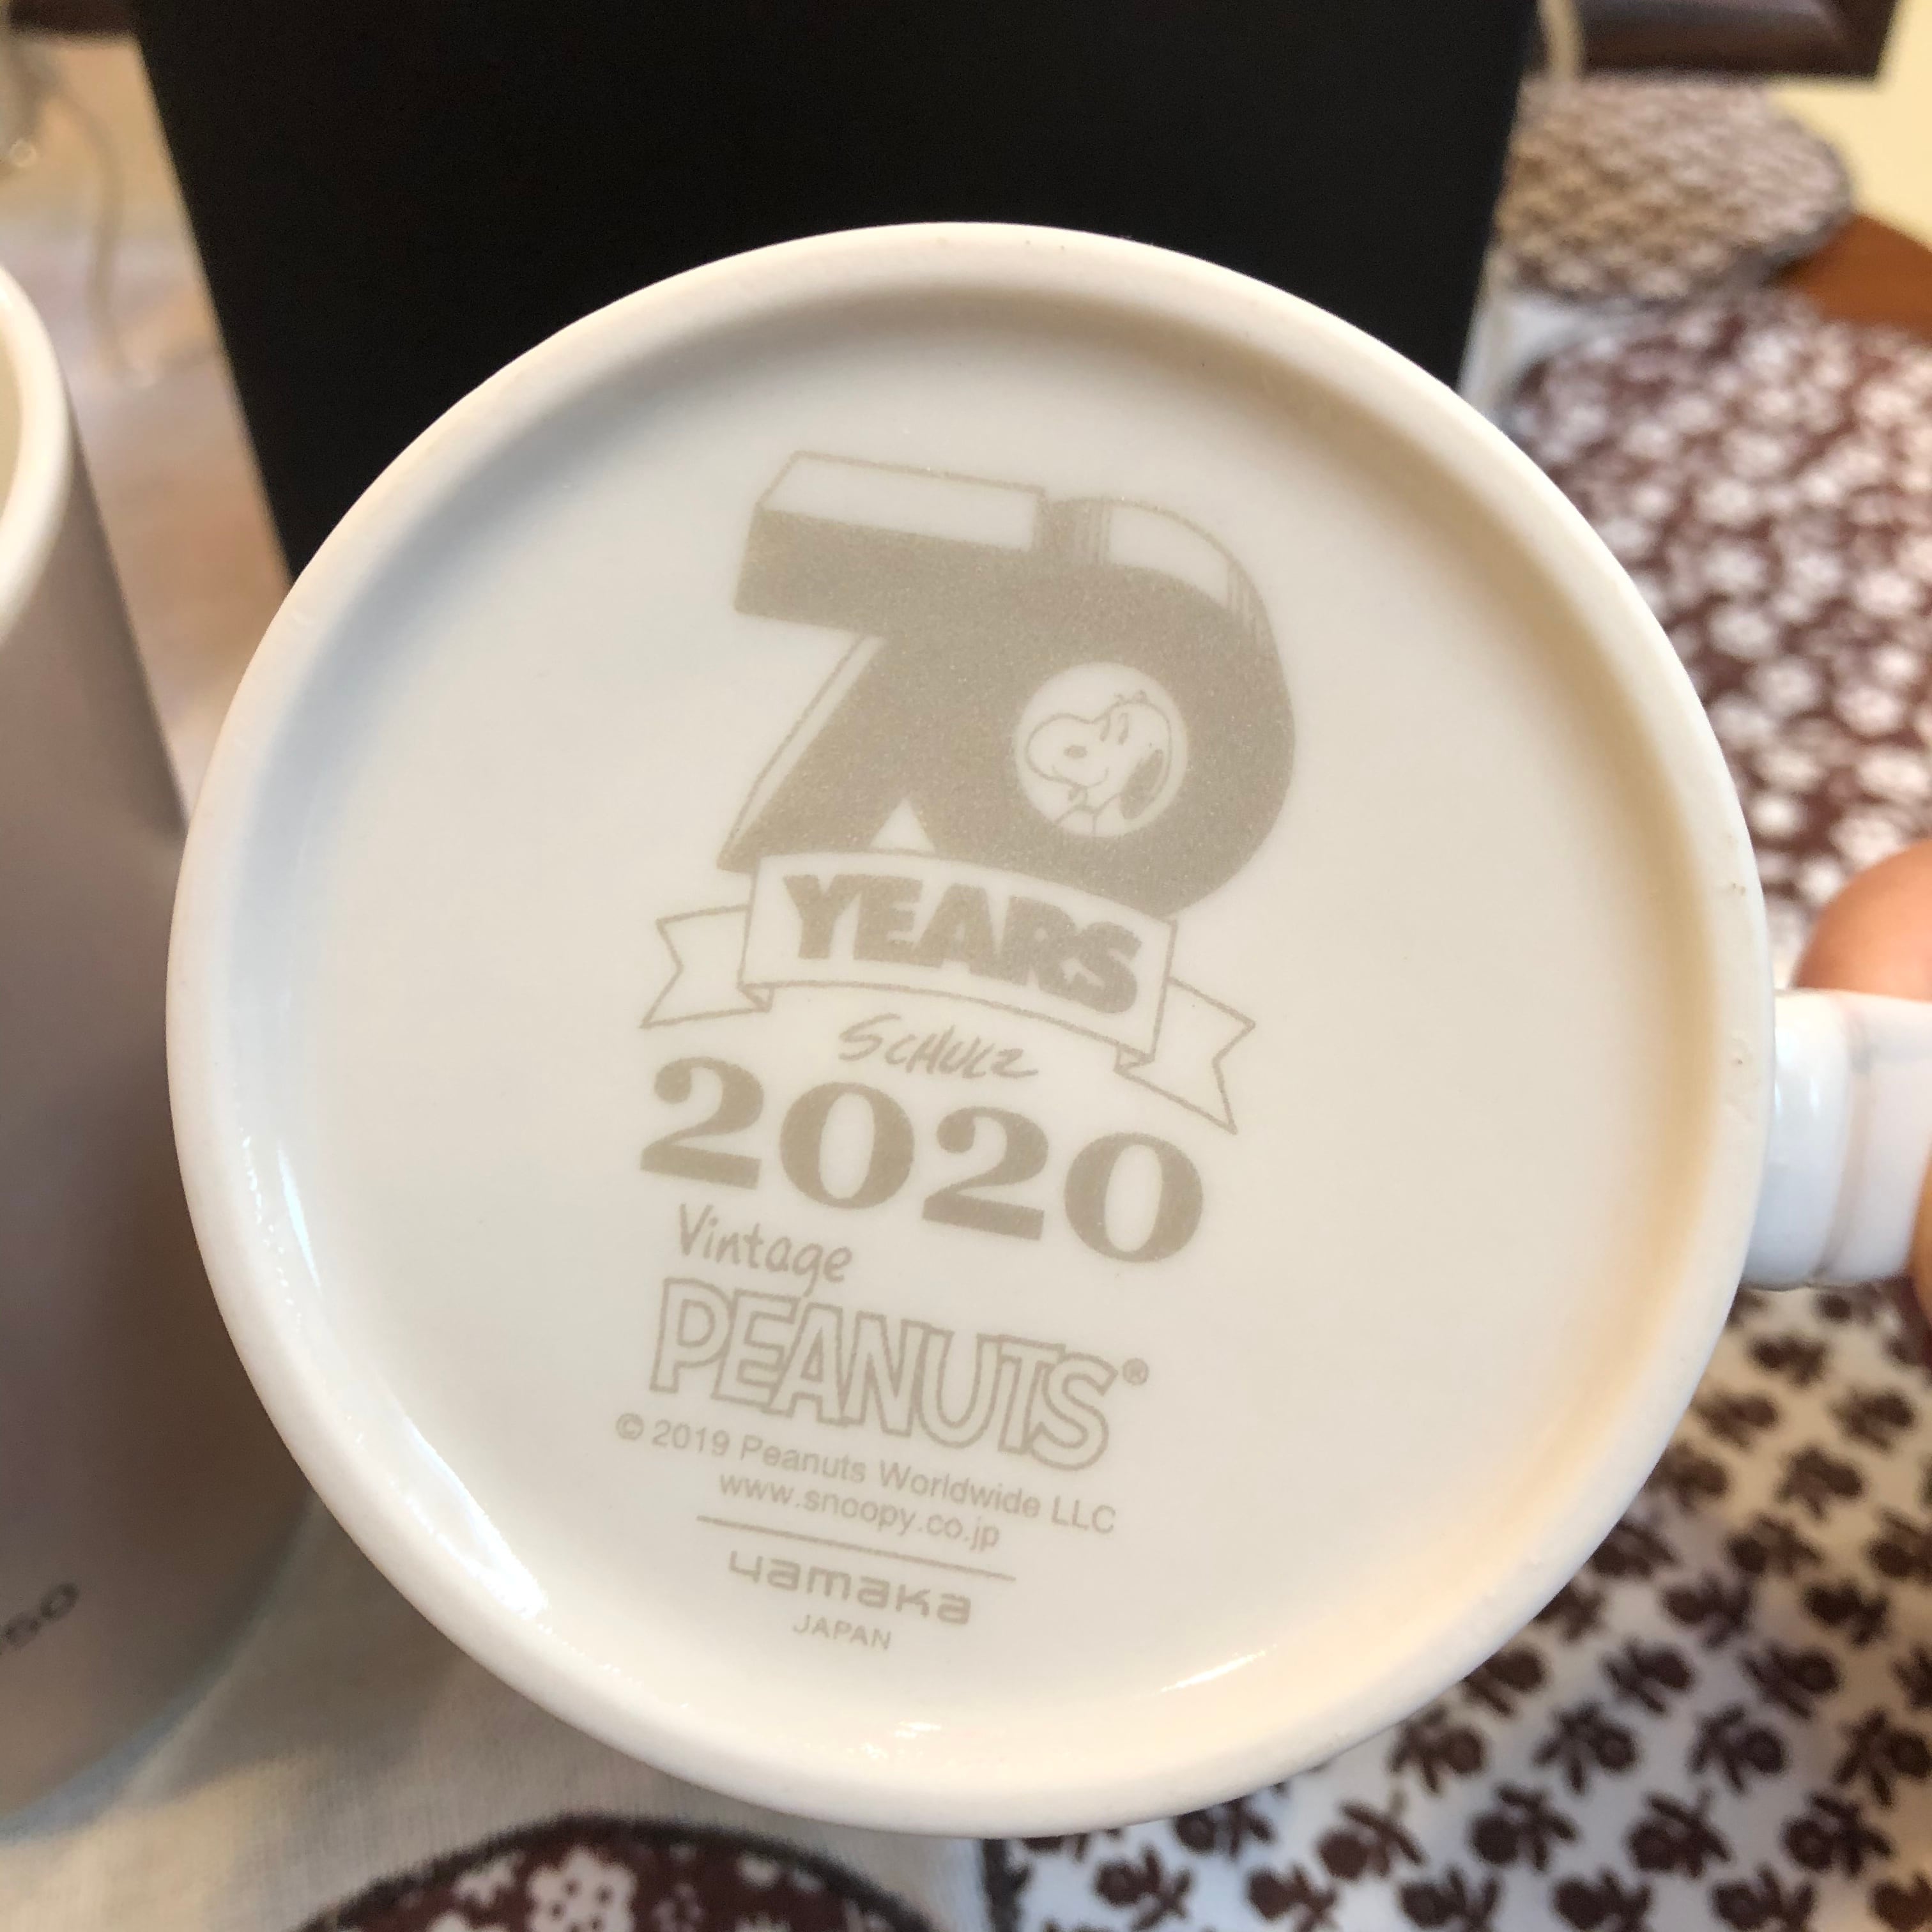 70
YEARS
SCHULZ
2020
Vintage
PEANUTS®
© 2019 Peanuts Worldwide LLC
www.snoopy.co.jp
yamaka
JAPAN